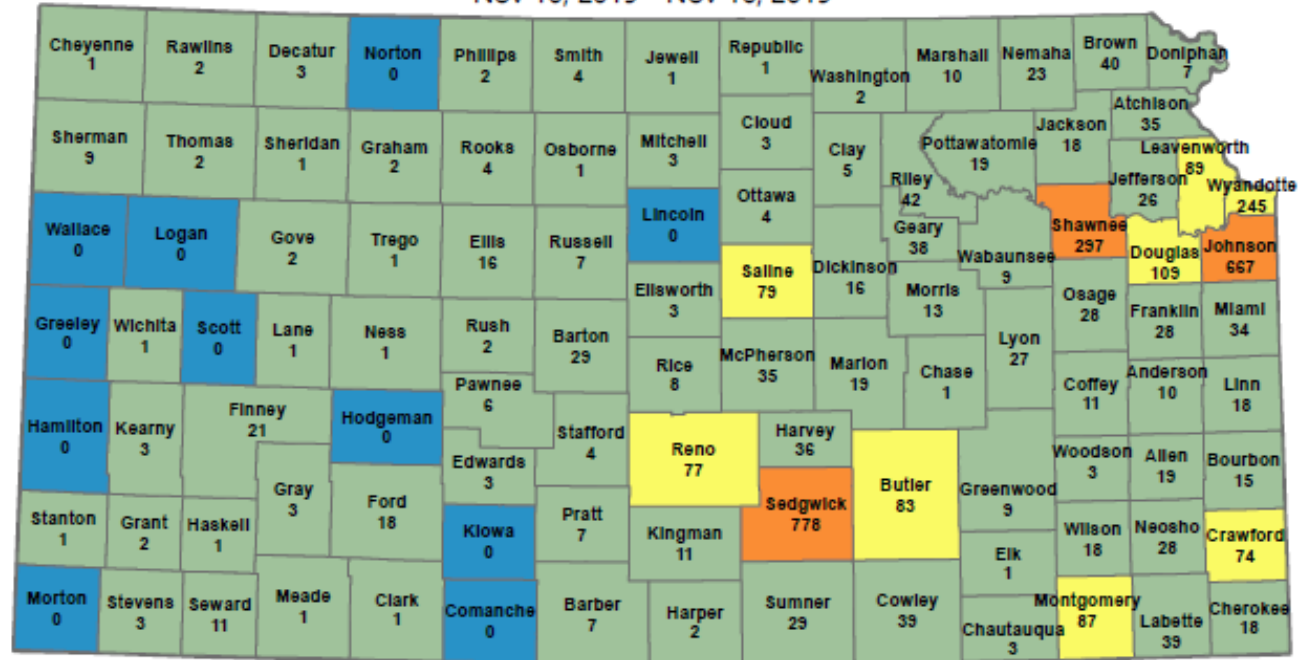 Cheyenne
1
Rawlins
2
Decatur
3
Norton
0
Phillips
2
Smith
4
Jewell
1
Republic
1
Washington
2
Marshall
10
Nemaha
23
Brown
40
Doniphan
7
Sherman
9
Thomas
2
Sheridan
1
Graham
2
Rooks
4
Osborne
1
Mitchell
3
Cloud
3
Clay
5
Riley
42
Pottawatomie
19
Jackson
18
Atchison
35
Leavenworth
89
Jefferson
26
Wyandotte
245
Wallace
0
Logan
0
Gove
2
Trego
1
Ellis
16
Russell
7
Lincoln
0
Ottawa
4
Saline
79
Dickinson
16
Geary
38
Wabaunsee
9
Shawnee
297
Douglas
109
Johnson
667
Greeley
0
Wichita
1
Scott
0
Lane
1
Ness
1
Rush
2
Barton
29
Ellsworth
3
Rice
8
McPherson
35
Marion
19
Morris
13
Chase
1
Lyon
27
Osage
28
Franklin
28
Miami
34
Hamilton
0
Kearny
3
Finney
21
Hodgeman
0
Pawnee
6
Stafford
4
Edwards
3
Reno
77
Harvey
36
Sedgwick
778
Butler
83
Greenwood
9
Coffey
11
Anderson
10
Linn
18
Woodson
3
Allen
19
Bourbon
15
Stanton
1
Grant
2
Haskell
1
Gray
3
Ford
18
Kiowa
0
Pratt
7
Kingman
11
Elk
1
Wilson
18
Neosho
28
Crawford
74
Morton
0
Stevens
3
Seward
11
Meade
1
Clark
1
Comanche
0
Barber
7
Harper
2
Sumner
29
Cowley
39
Chautauqua
3
Montgomery
87
Labette
39
Cherokee
18